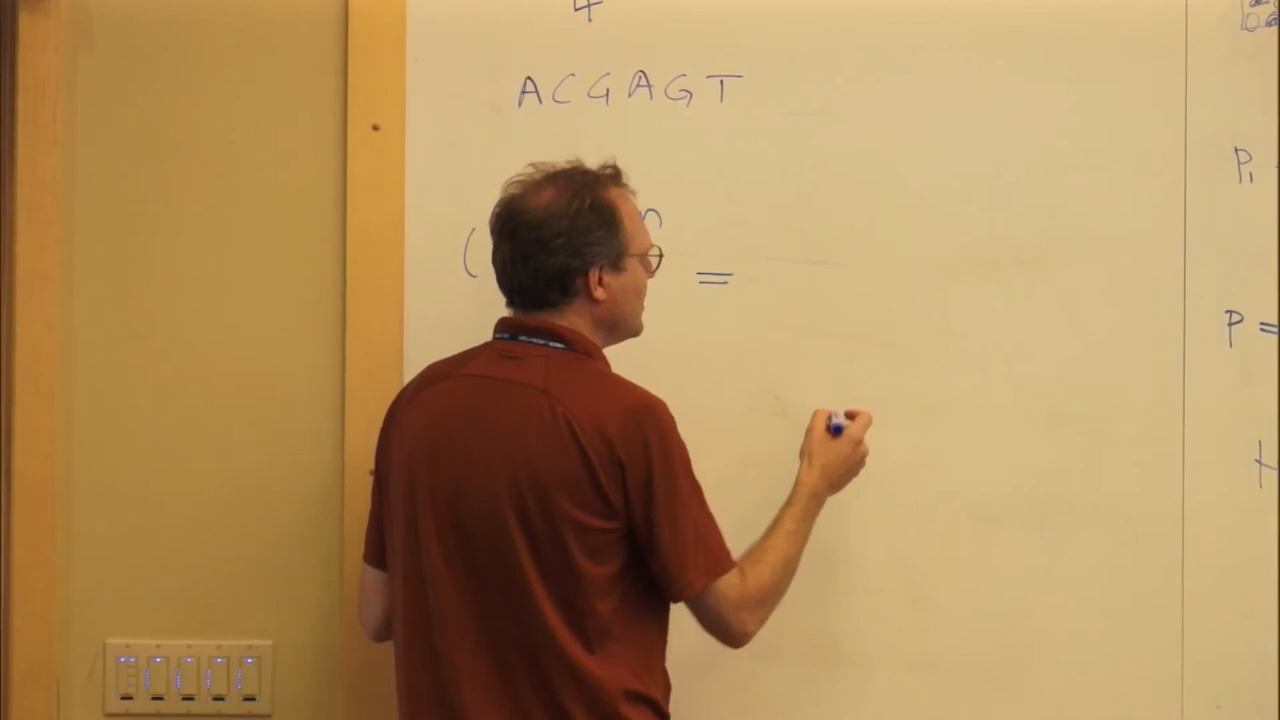 4
ACGAGT
( n =
P1
P =